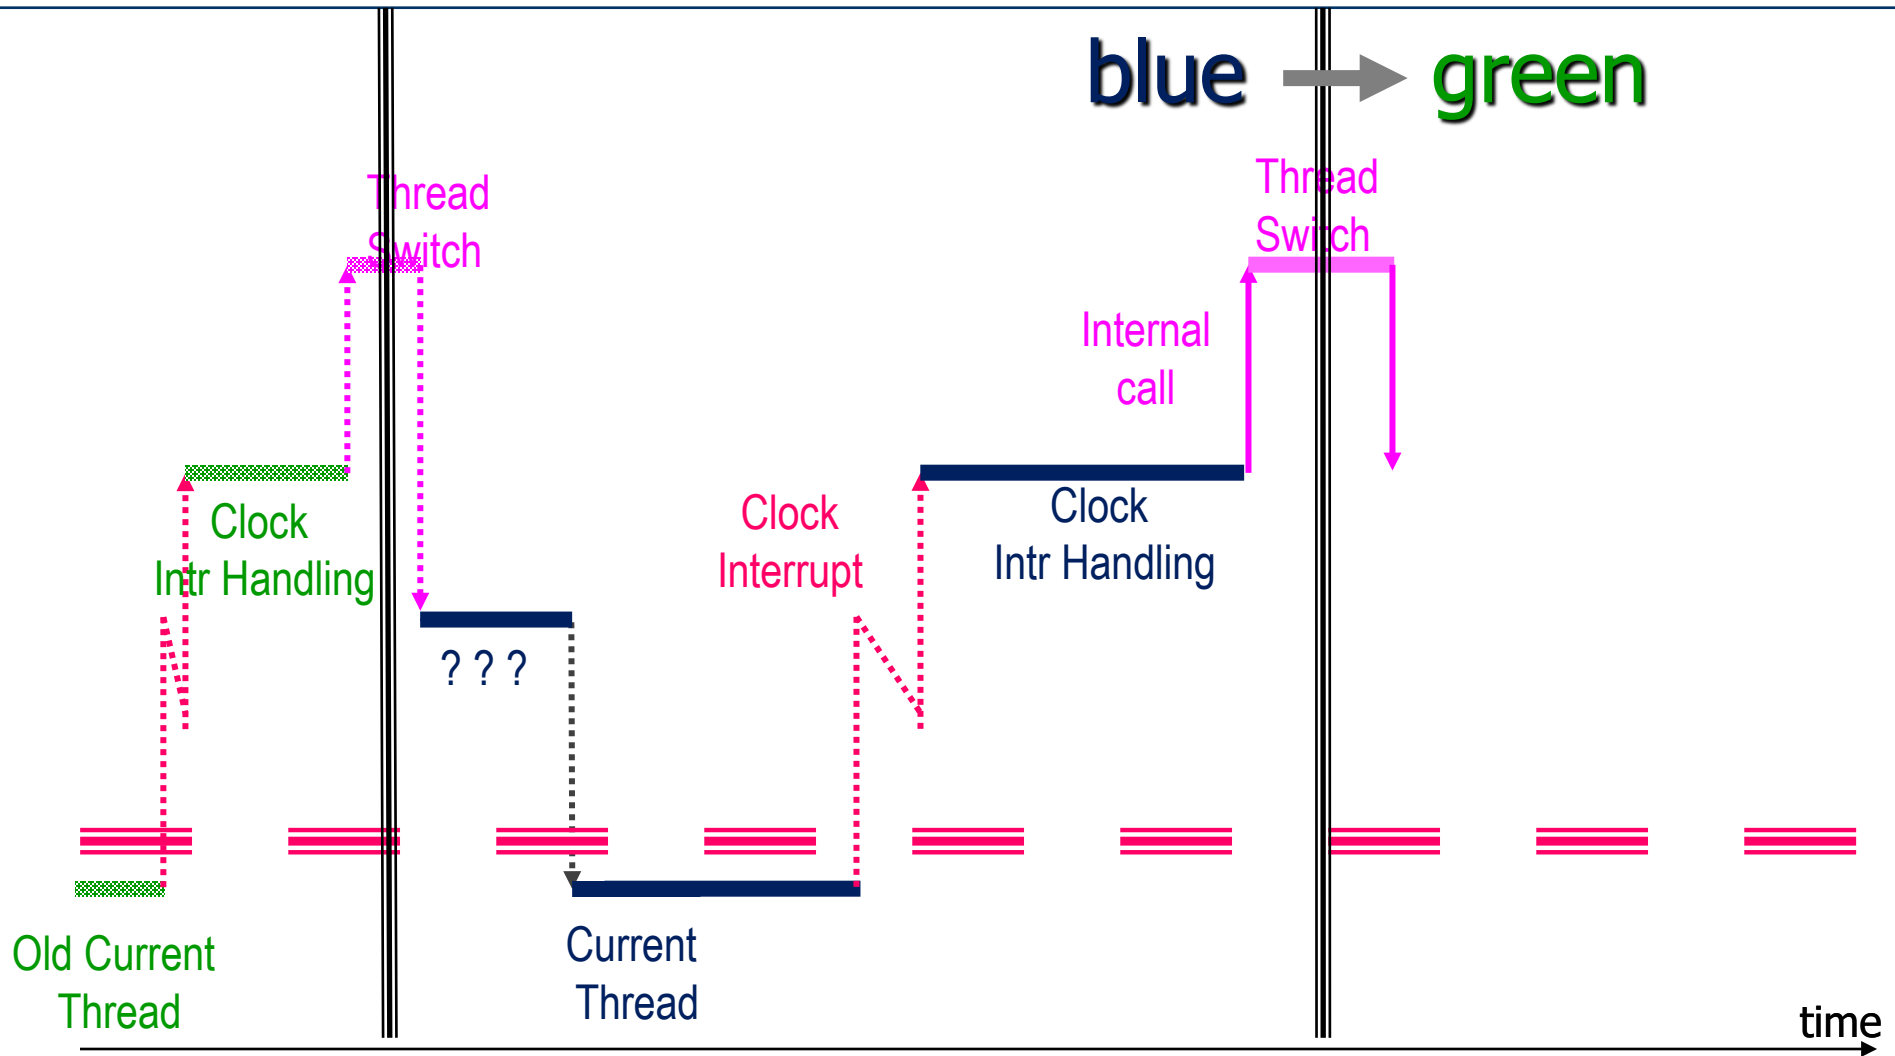 blue green
Thread
Switch
Thread
Switch
Internal
call
Clock
Intr Handling
Clock
Interrupt
Clock
Intr Handling
? ? ?
Old Current
Thread
Current
Thread
time